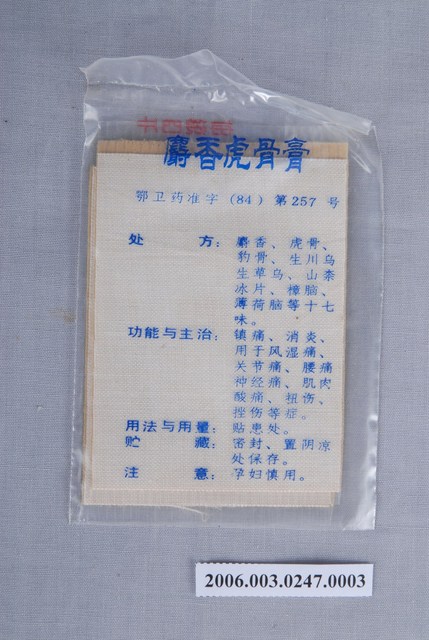 麝香虎骨膏
鄂卫药准字(84)第257号
处方：麝香、虎骨、
豹骨、生川乌
生草乌、山柰
冰片、樟脑、
薄荷脑等十七
味。
功能与主治：镇痛、消炎、
用于风湿痛、
关节痛、腰痛
神经痛、肌肉
酸痛、扭伤、
挫伤等症。
用法与用量：贴患处。
贮藏：密封、置阴凉
处保存。
注意：孕妇慎用。
2006.003.0247.0003